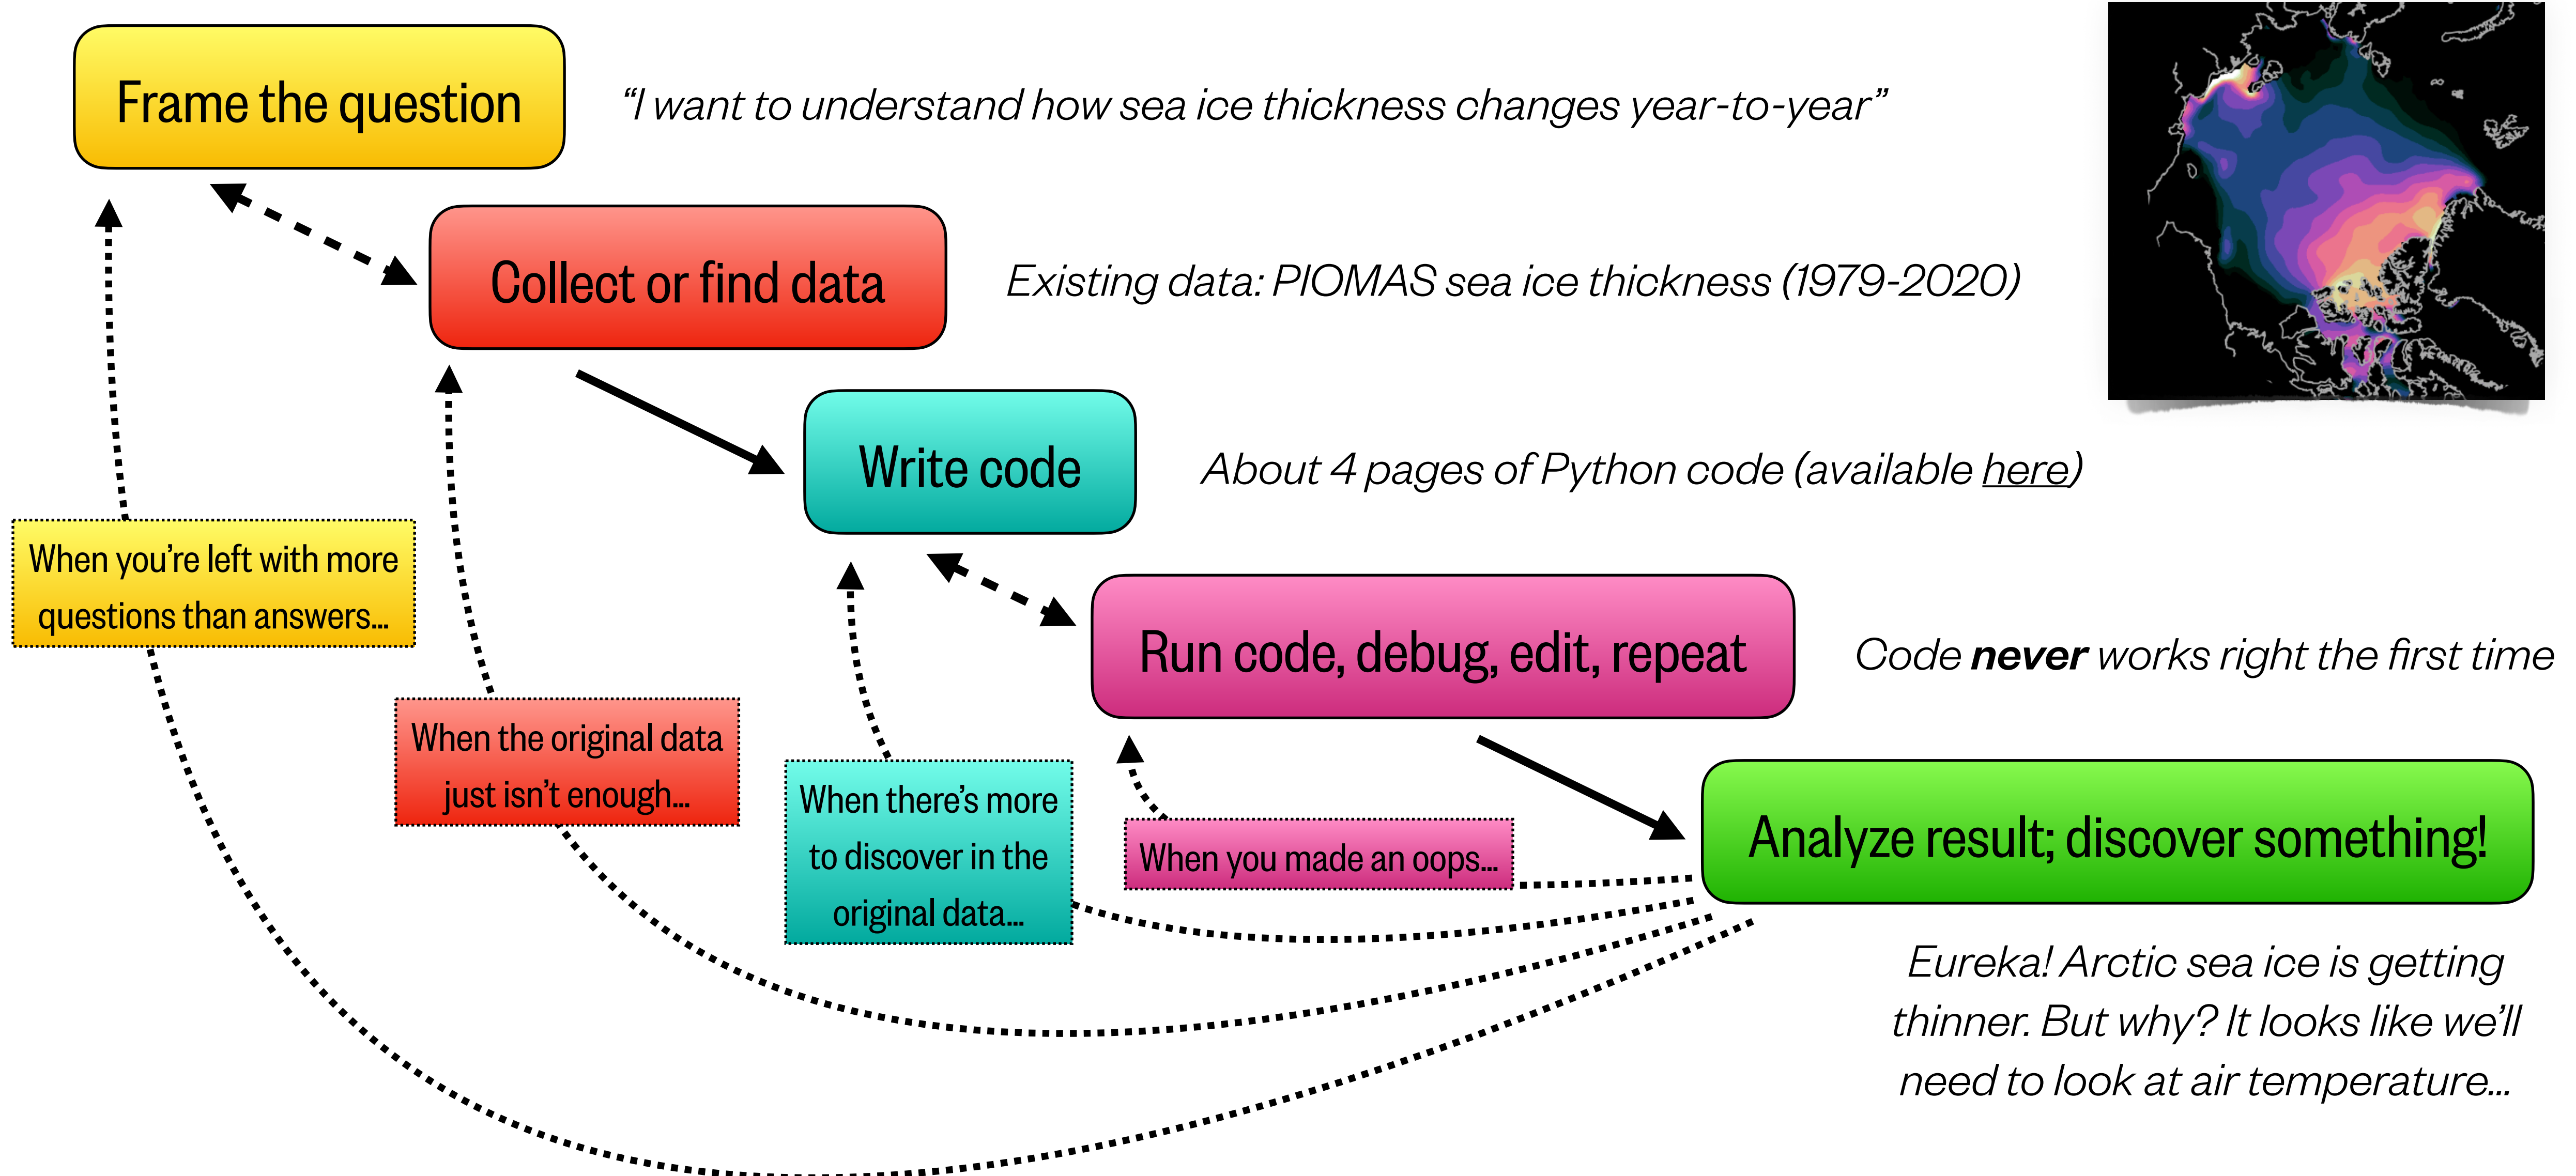 Frame the question
“I want to understand how sea ice thickness changes year-to-year”
Collect or find data
Existing data: PIOMAS sea ice thickness (1979-2020)
Write code
About 4 pages of Python code (available here)
When you’re left with more
questions than answers...
Run code, debug, edit, repeat
Code never works right the first time
When the original data
just isn’t enough...
When there’s more
to discover in the
original data...
When you made an oops...
Analyze result; discover something!
Eureka! Arctic sea ice is getting
thinner. But why? It looks like we’ll
need to look at air temperature...